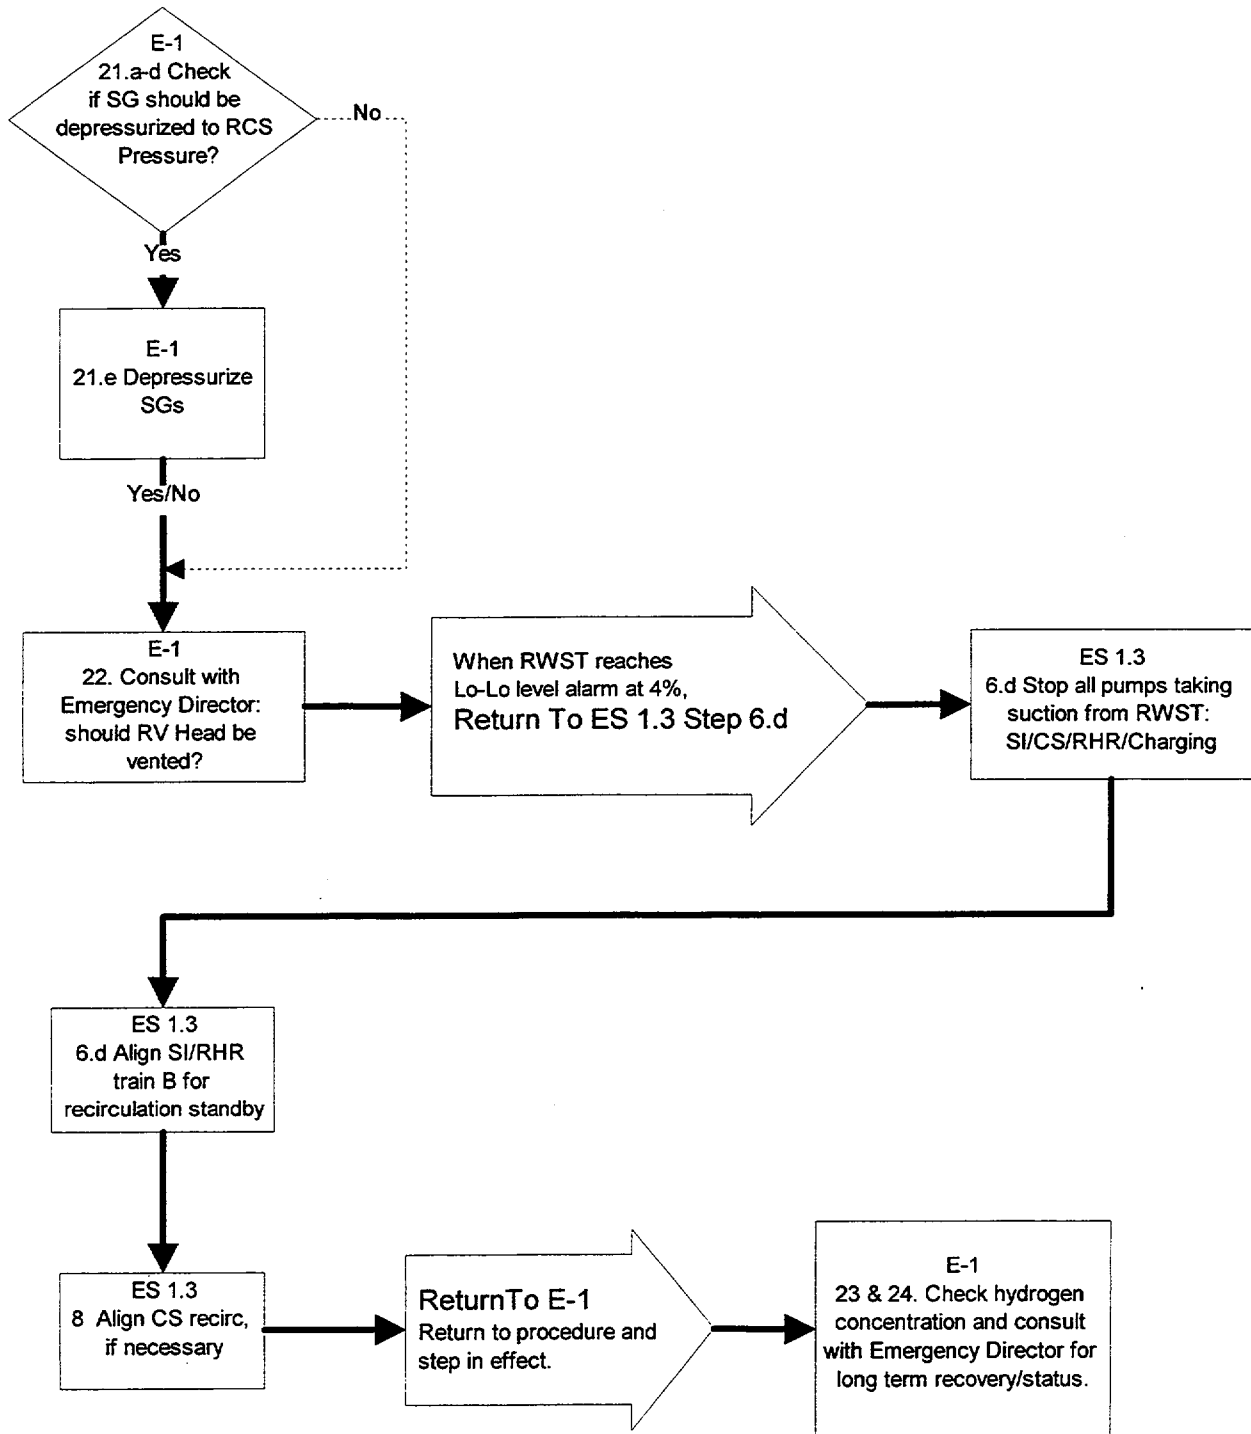 E-1
21.a-d Check
if SG should be
depressurized to RCS
Pressure?
No
Yes
E-1
21.e Depressurize
SGs
Yes/No
E-1
22. Consult with
Emergency Director:
should RV Head be
vented?
When RWST reaches
Lo-Lo level alarm at 4%,
Return To ES 1.3 Step 6.d
ES 1.3
6.d Stop all pumps taking
suction from RWST:
SI/CS/RHR/Charging
ES 1.3
6.d Align SI/RHR
train B for
recirculation standby
ES 1.3
8 Align CS recirc,
if necessary
ReturnTo E-1
Return to procedure and
step in effect.
E-1
23 & 24. Check hydrogen
concentration and consult
with Emergency Director for
long term recovery/status.